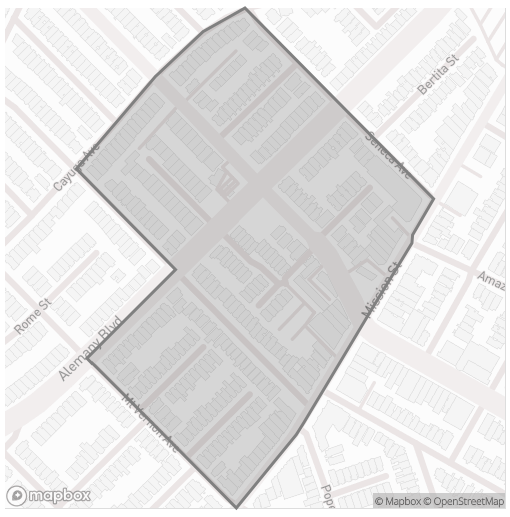 Bertita St
Seneca Ave
Cayuga Ave
Amaz
Mission St
Rome St
Alemany Blvd
Mt Vernon Ave
Pop
mapbox
© Mapbox © OpenStreetMap